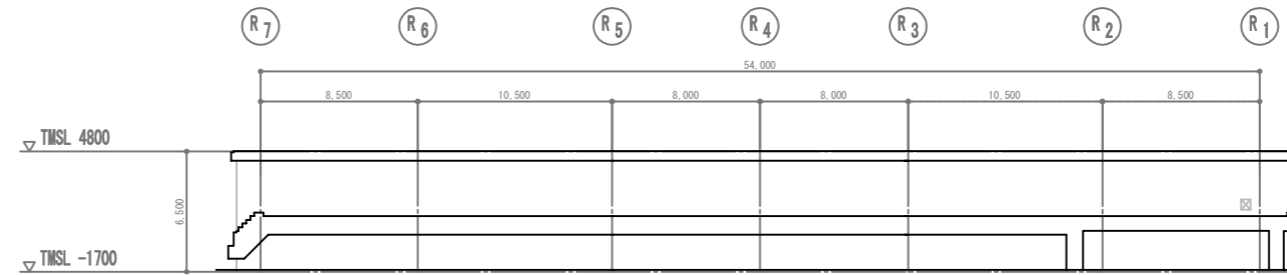 R7 R6 R5 R4 R3 R2 R1
54,000
8,500 10,500 8,000 8,000 10,500 8,500
TMSL 4800
6,500
TMSL -1700